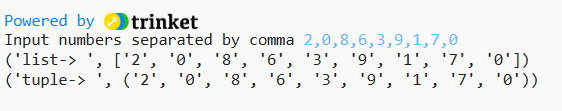 Powered by trinket
Input numbers separated by comma 2,0,8,6,3,9,1,7,0
('list-> ', ['2', '0', '8', '6', '3', '9', '1', '7', '0'])
('tuple-> ', ('2', '0', '8', '6', '3', '9', '1', '7', '0'))